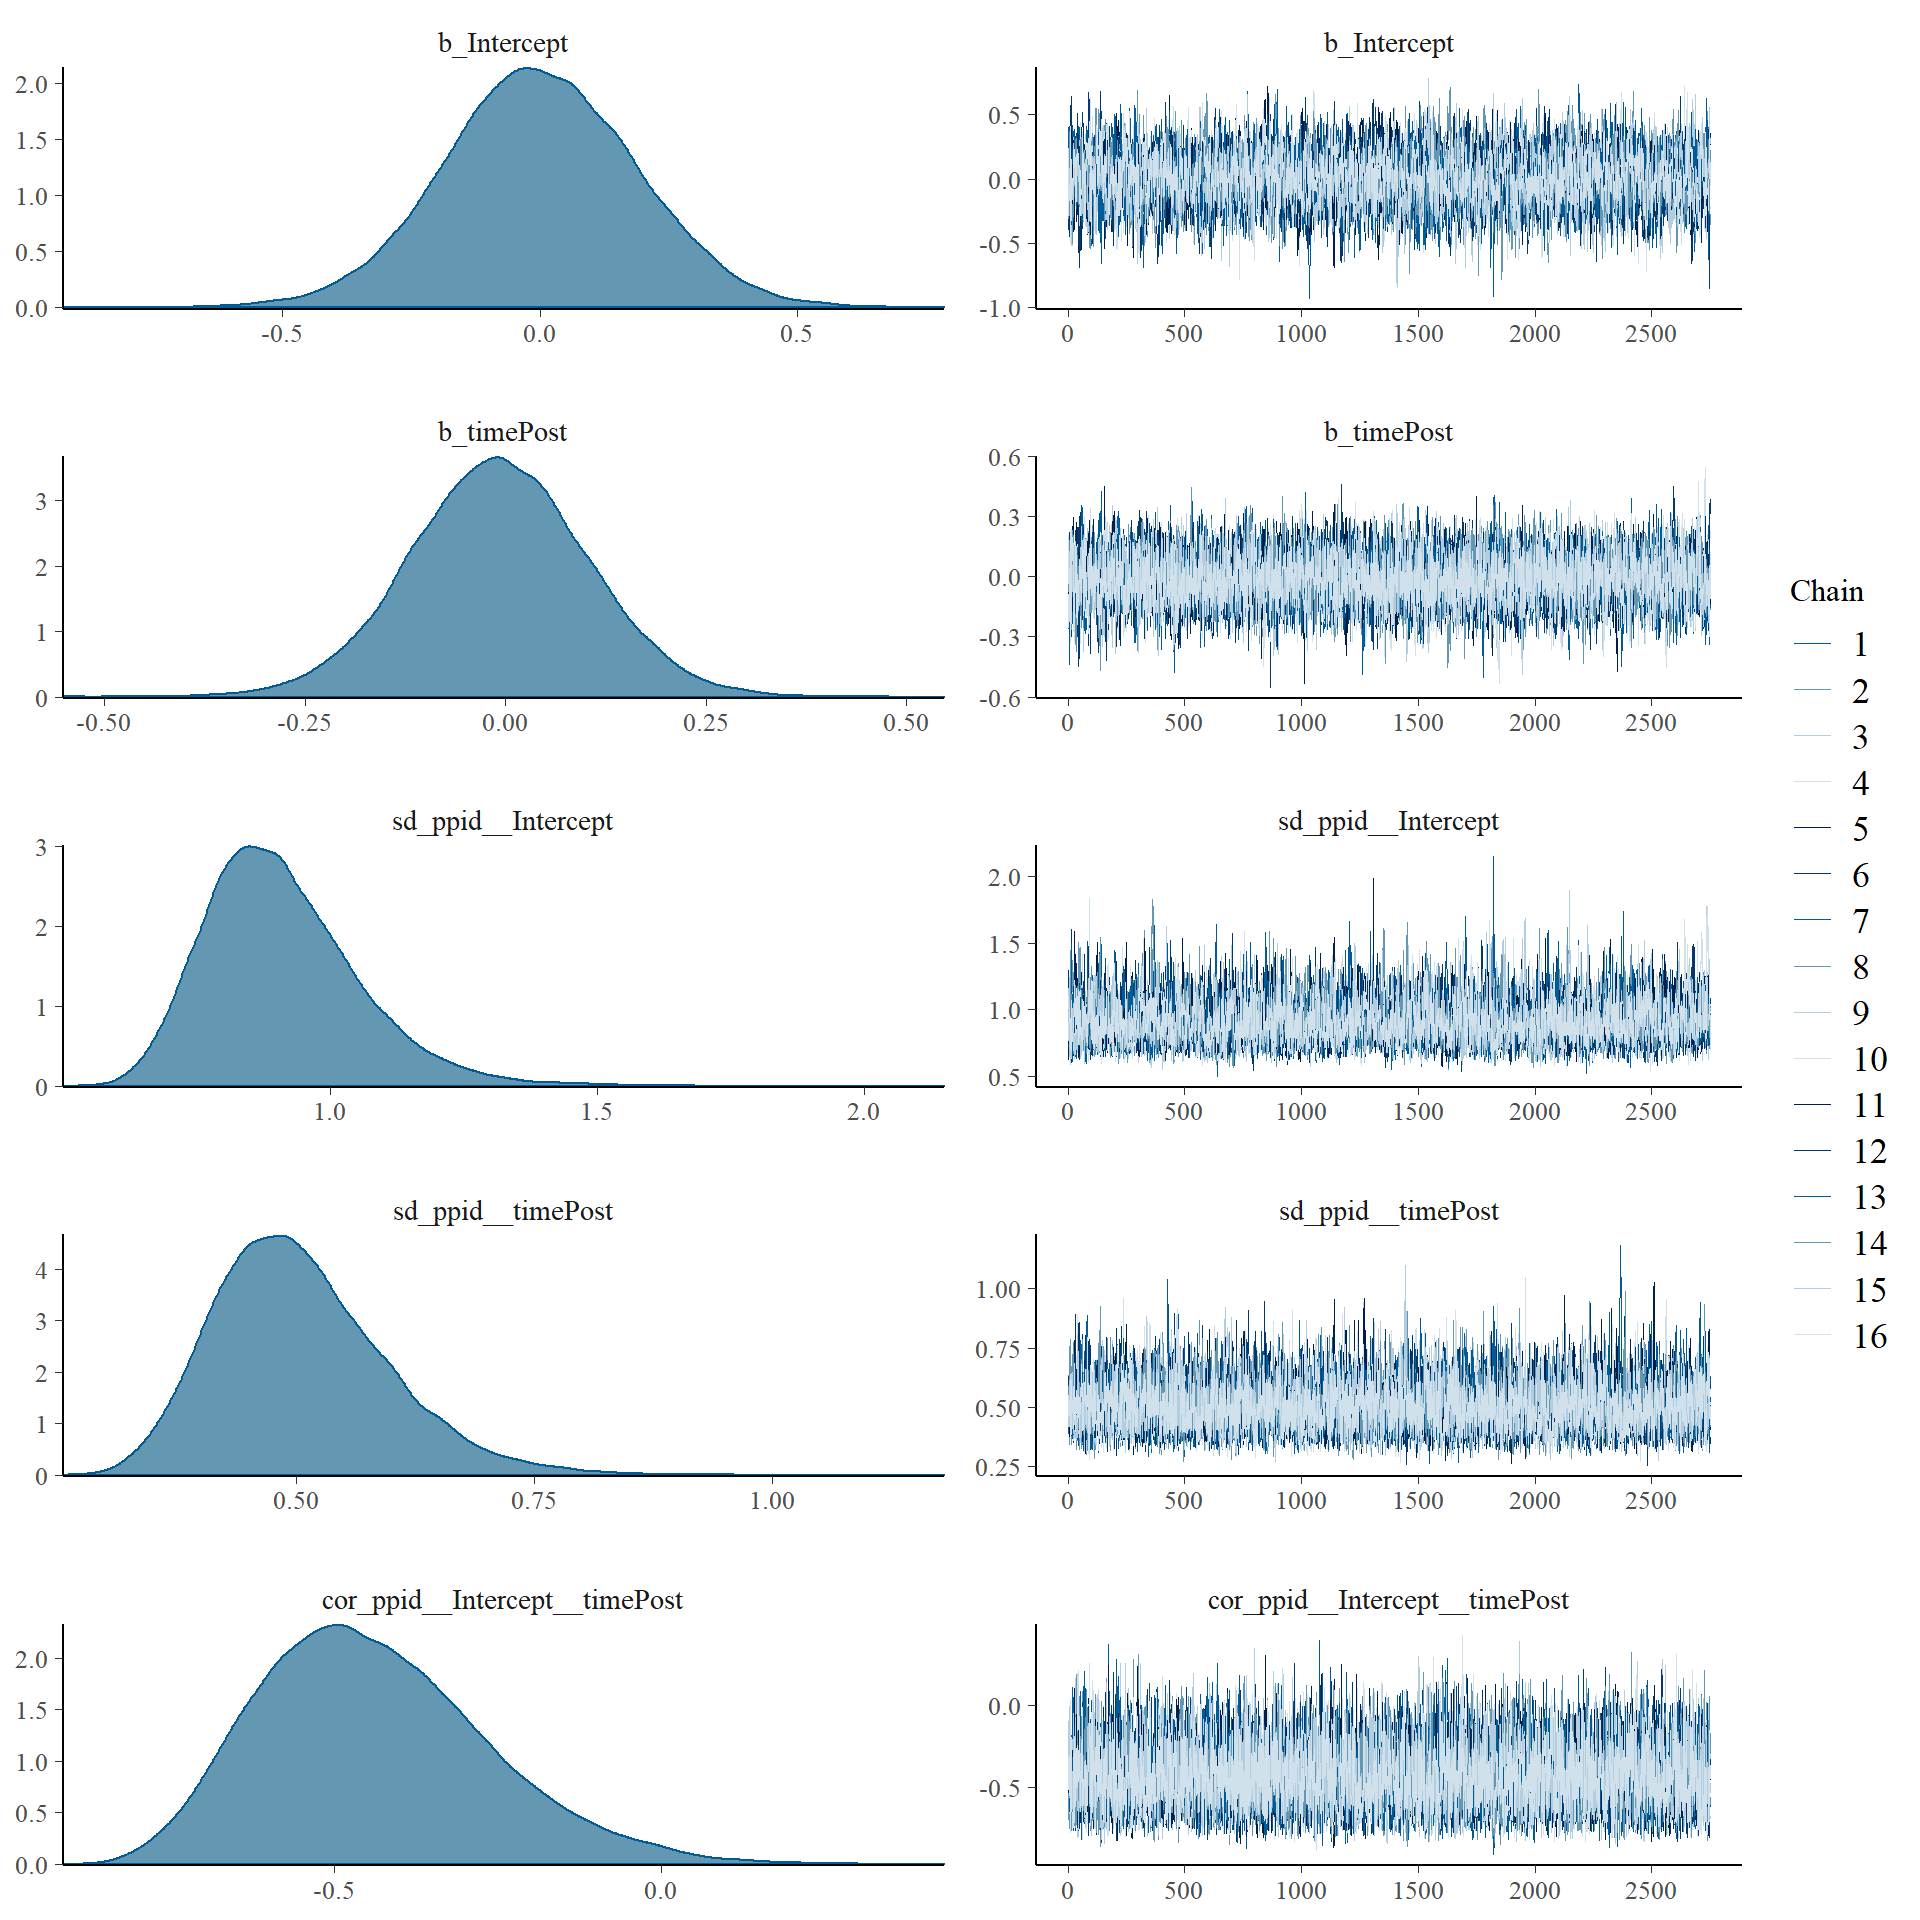 b_Intercept
2.0
1.5
1.0
0.5
0.0
-0.5 0.0 0.5
b_Intercept
0.5
0.0
-0.5
-1.0
0 500 1000 1500 2000 2500
b_timePost
3
2
1
0
-0.50 -0.25 0.00 0.25 0.50
b_timePost
0.6
0.3
0.0
-0.3
-0.6
0 500 1000 1500 2000 2500
sd_ppid__Intercept
3
2
1
0
1.0 1.5 2.0
sd_ppid__Intercept
2.0
1.5
1.0
0.5
0 500 1000 1500 2000 2500
sd_ppid__timePost
4
3
2
1
0
0.50 0.75 1.00
sd_ppid__timePost
1.00
0.75
0.50
0.25
0 500 1000 1500 2000 2500
cor_ppid__Intercept__timePost
2.0
1.5
1.0
0.5
0.0
-0.5 0.0
cor_ppid__Intercept__timePost
0.0
-0.5
0 500 1000 1500 2000 2500
Chain
1
2
3
4
5
6
7
8
9
10
11
12
13
14
15
16